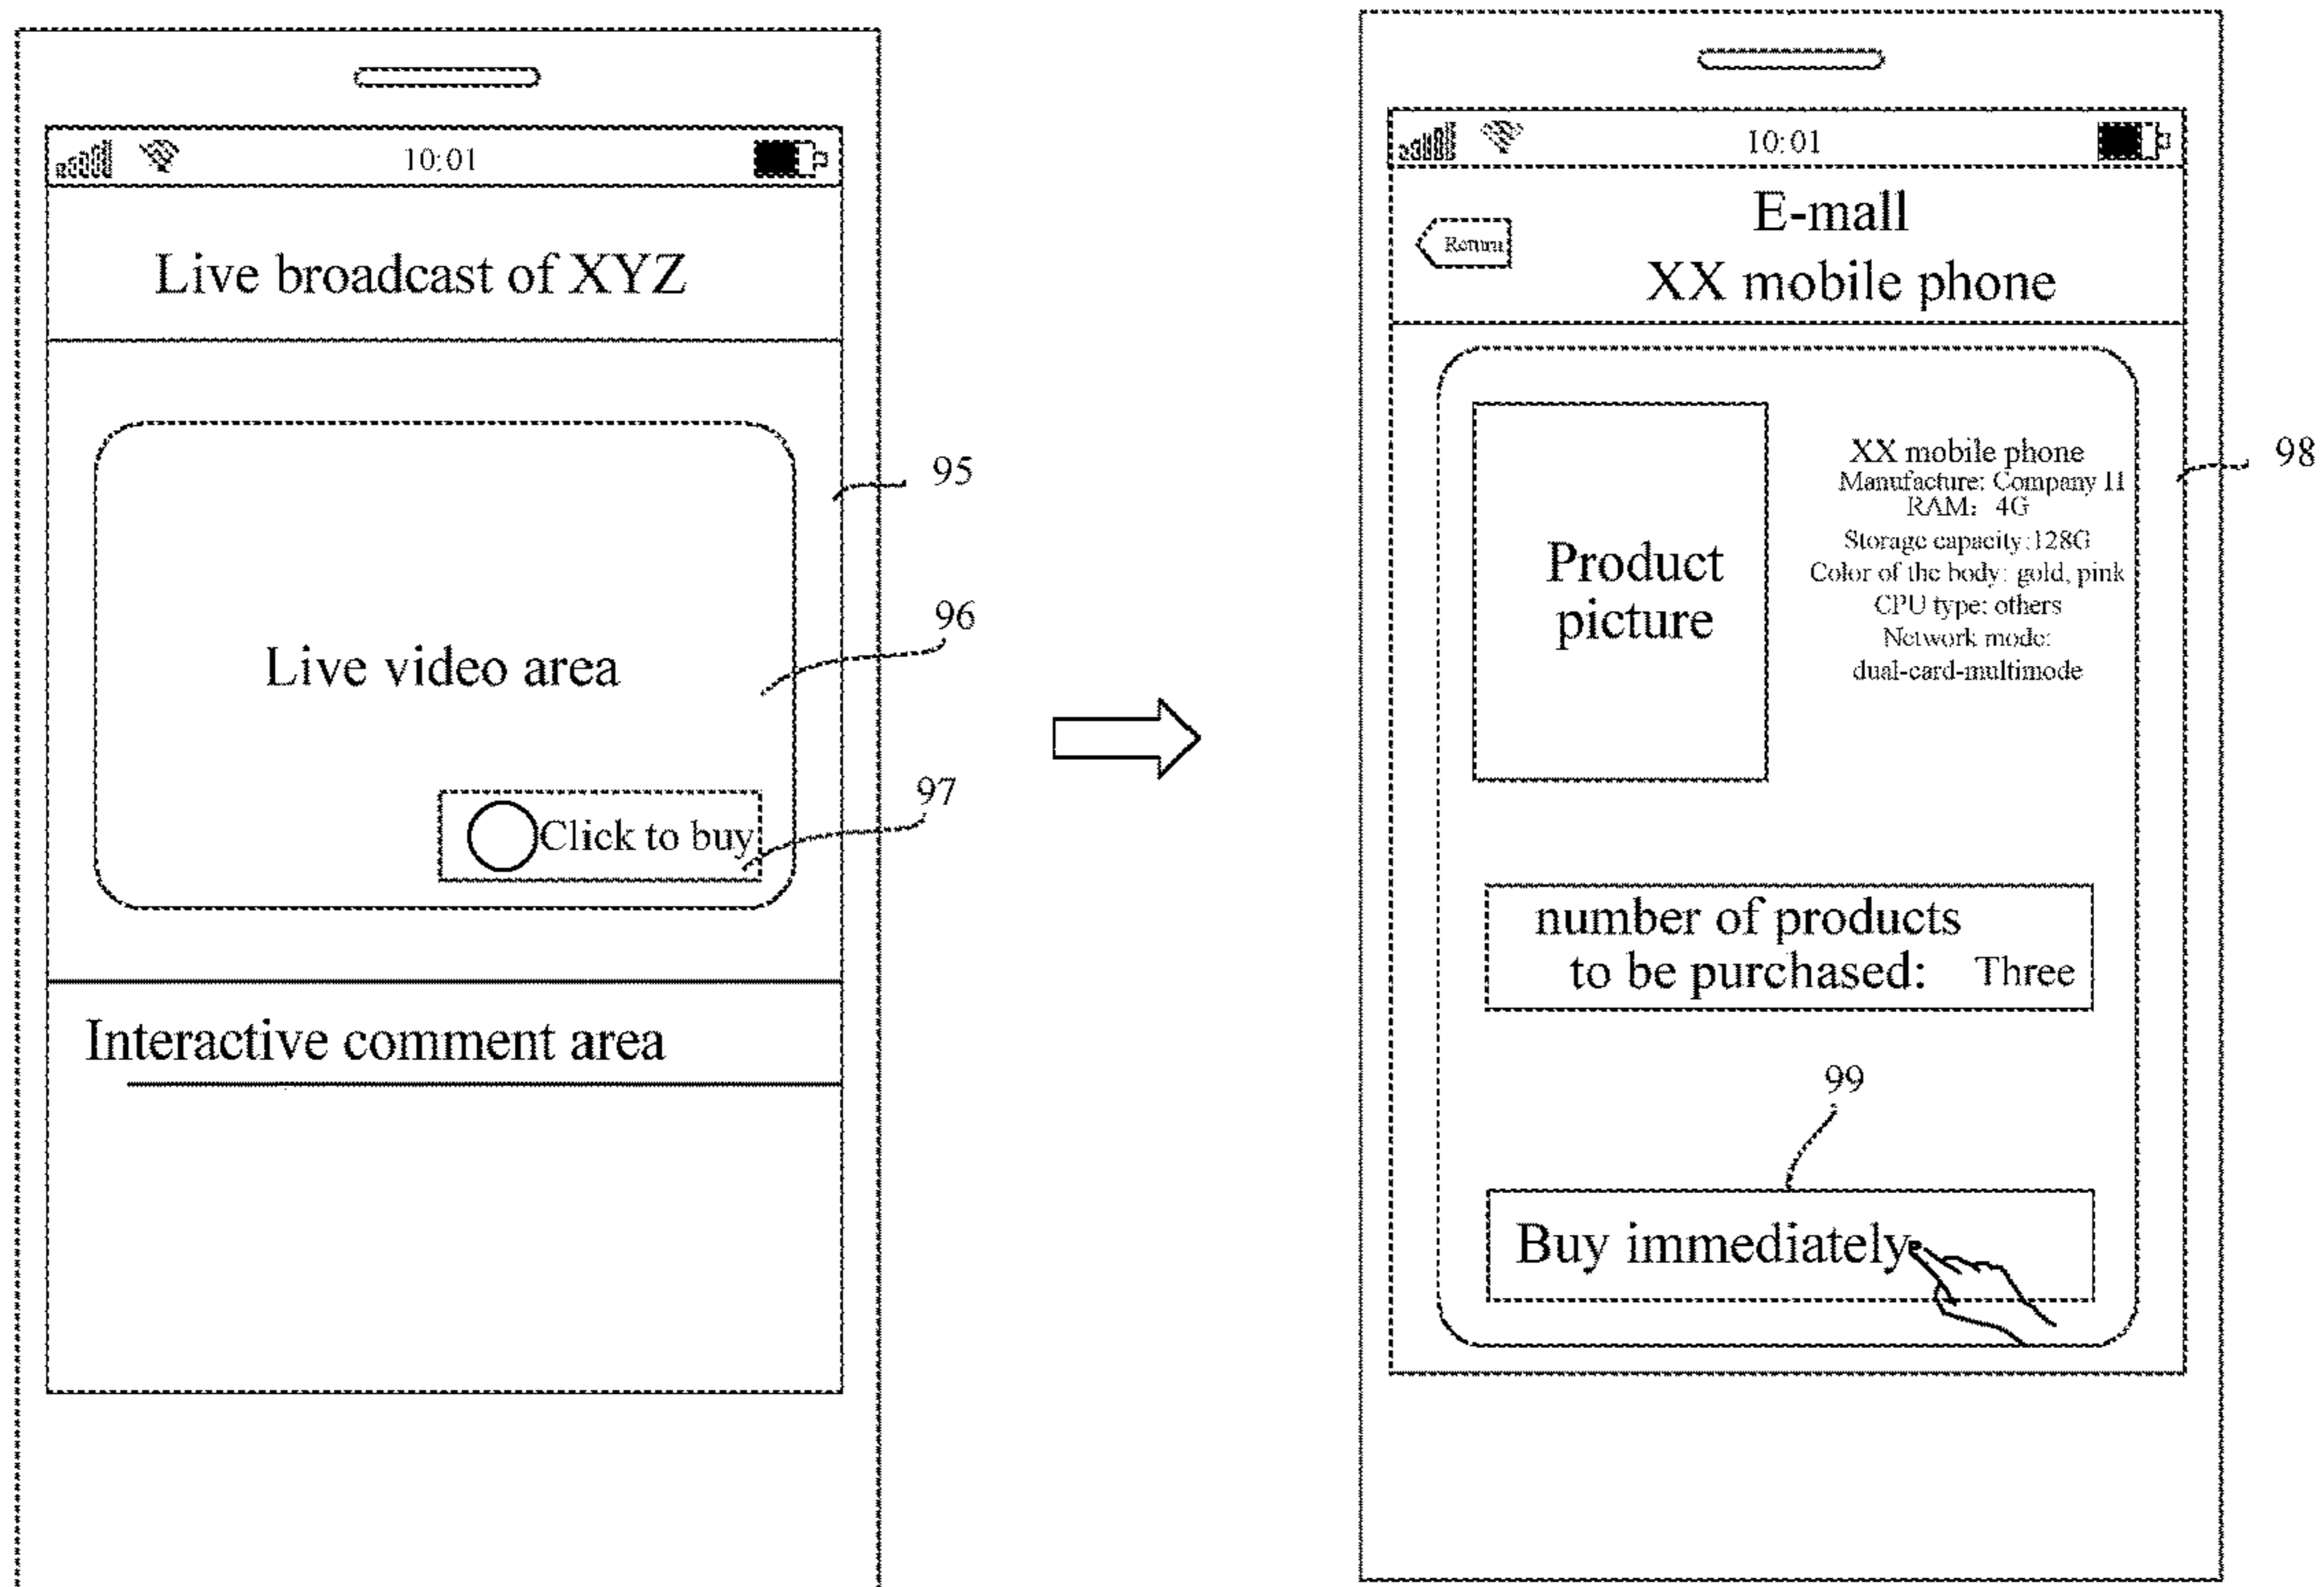 10:01
Live broadcast of XYZ
95
96
Live video area
97
Click to buy
Interactive comment area
10:01
E-mall
Return
XX mobile phone
98
Product
picture
XX mobile phone
Manufacture: Company
RAM: 4G
Storage capacity:128G
Color of the body: gold, pink
CPU type: others
Network mode:
dual-card-multimode
number of products
to be purchased: Three
99
Buy immediately